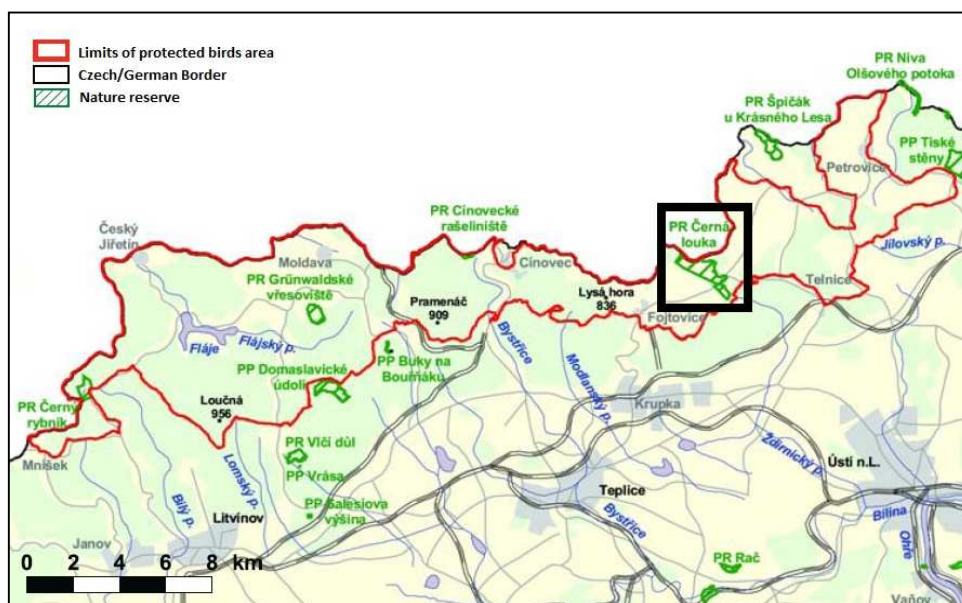 Limits of protected birds area
Czech/German Border
Nature reserve
PR Niva
Olšového potoka
PR Špičák
u Krásného Lesa
PP Tiské
stěny
Petrovice
PR Černá
louka
Jílovský p.
Telnice
PR Cínovecké
rašeliniště
Cínovec
Český
Jiřetín
Moldava
PR Grünwaldské
vřesoviště
Pramenáč
909
Lysá hora
836
Fojtovice
Fláje
Flájský p.
PP Buky na
Bouřňáku
Bystřice
Modlanský p.
PP Domaslavické
údolí
Loučná
956
PR Černý
rybník
Mníšek
Krupka
PR Vlčí důl
PP Vrása
Lomský p.
Bílý p.
PP Salesiova
výšina
Litvínov
Janov
Teplice
Bystřice
Ždírnický p.
Ústí n.L.
Bílina
Ohře
PR Rač
Vaňov
0 2 4 6 8 km